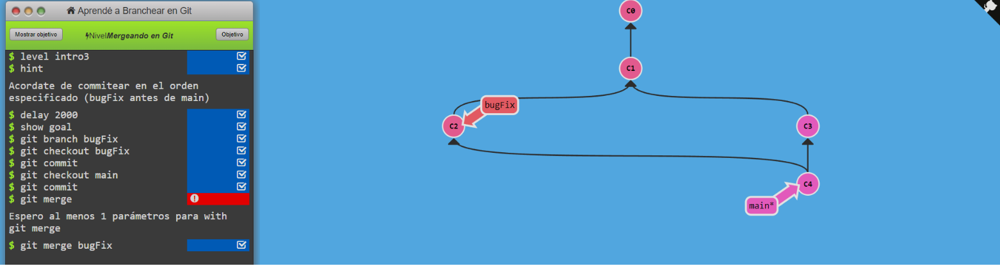 Aprendé a Branchear en Git
Mostrar objetivo
NivelMergeando en Git
Objetivo
$ level intro3
$ hint
Acordate de commitear en el orden
especificado (bugFix antes de main)
$ delay 2000
$ show goal
$ git branch bugFix
$ git checkout bugFix
$ git commit
$ git checkout main
$ git commit
$ git merge
Espero al menos 1 parámetros para with
git merge
$ git merge bugFix
C0
C1
bugFix
C2
C3
C4
main*